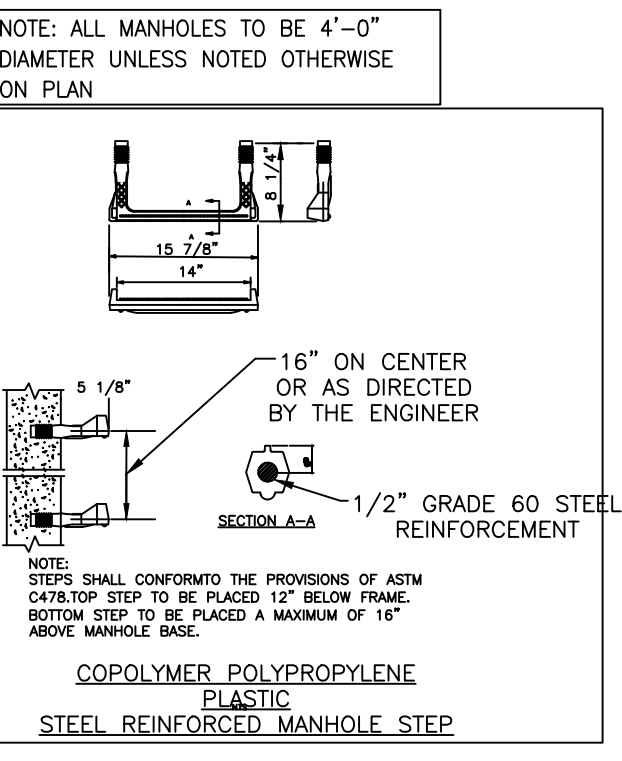 NOTE: ALL MANHOLES TO BE 4'-0"
DIAMETER UNLESS NOTED OTHERWISE
ON PLAN
8 1/4"
A
A
15 7/8"
14"
5 1/8"
16" ON CENTER
OR AS DIRECTED
BY THE ENGINEER
SECTION A-A
1/2" GRADE 60 STEEL
REINFORCEMENT
NOTE:
STEPS SHALL CONFORMTO THE PROVISIONS OF ASTM
C478.TOP STEP TO BE PLACED 12" BELOW FRAME.
BOTTOM STEP TO BE PLACED A MAXIMUM OF 16"
ABOVE MANHOLE BASE.
COPOLYMER POLYPROPYLENE
PLASTIC
NTS
STEEL REINFORCED MANHOLE STEP